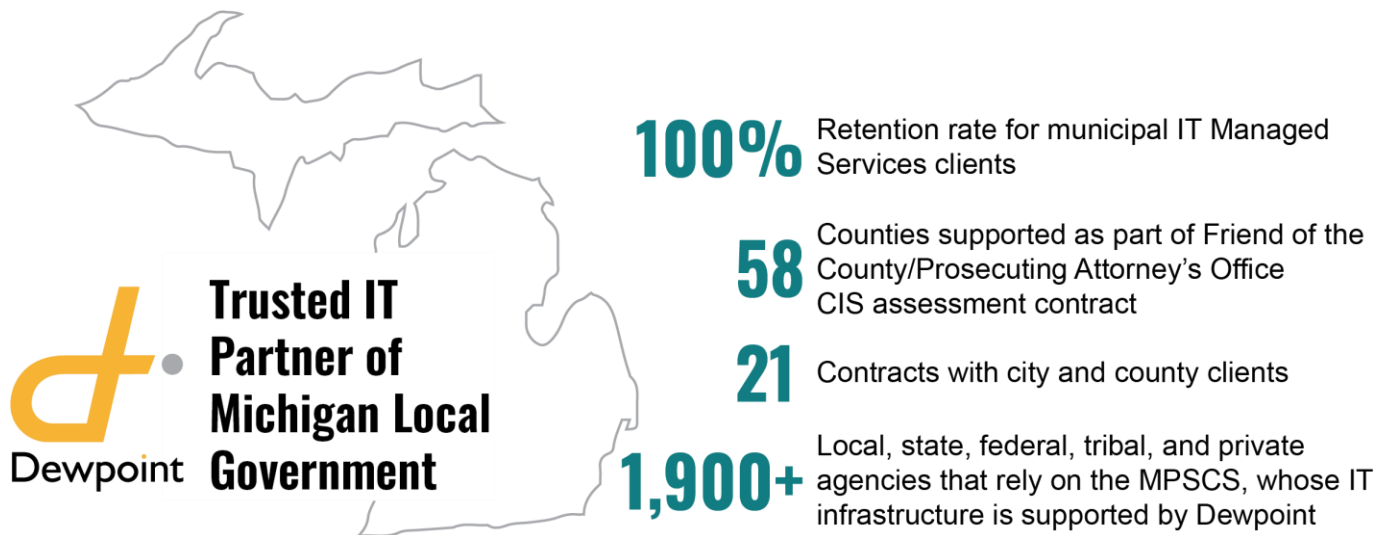 Dewpoint
Trusted IT
Partner of
Michigan Local
Government
100%
Retention rate for municipal IT Managed
Services clients
58
Counties supported as part of Friend of the
County/Prosecuting Attorney's Office
CIS assessment contract
21
Contracts with city and county clients
1,900+
Local, state, federal, tribal, and private
agencies that rely on the MPSCS, whose IT
infrastructure is supported by Dewpoint